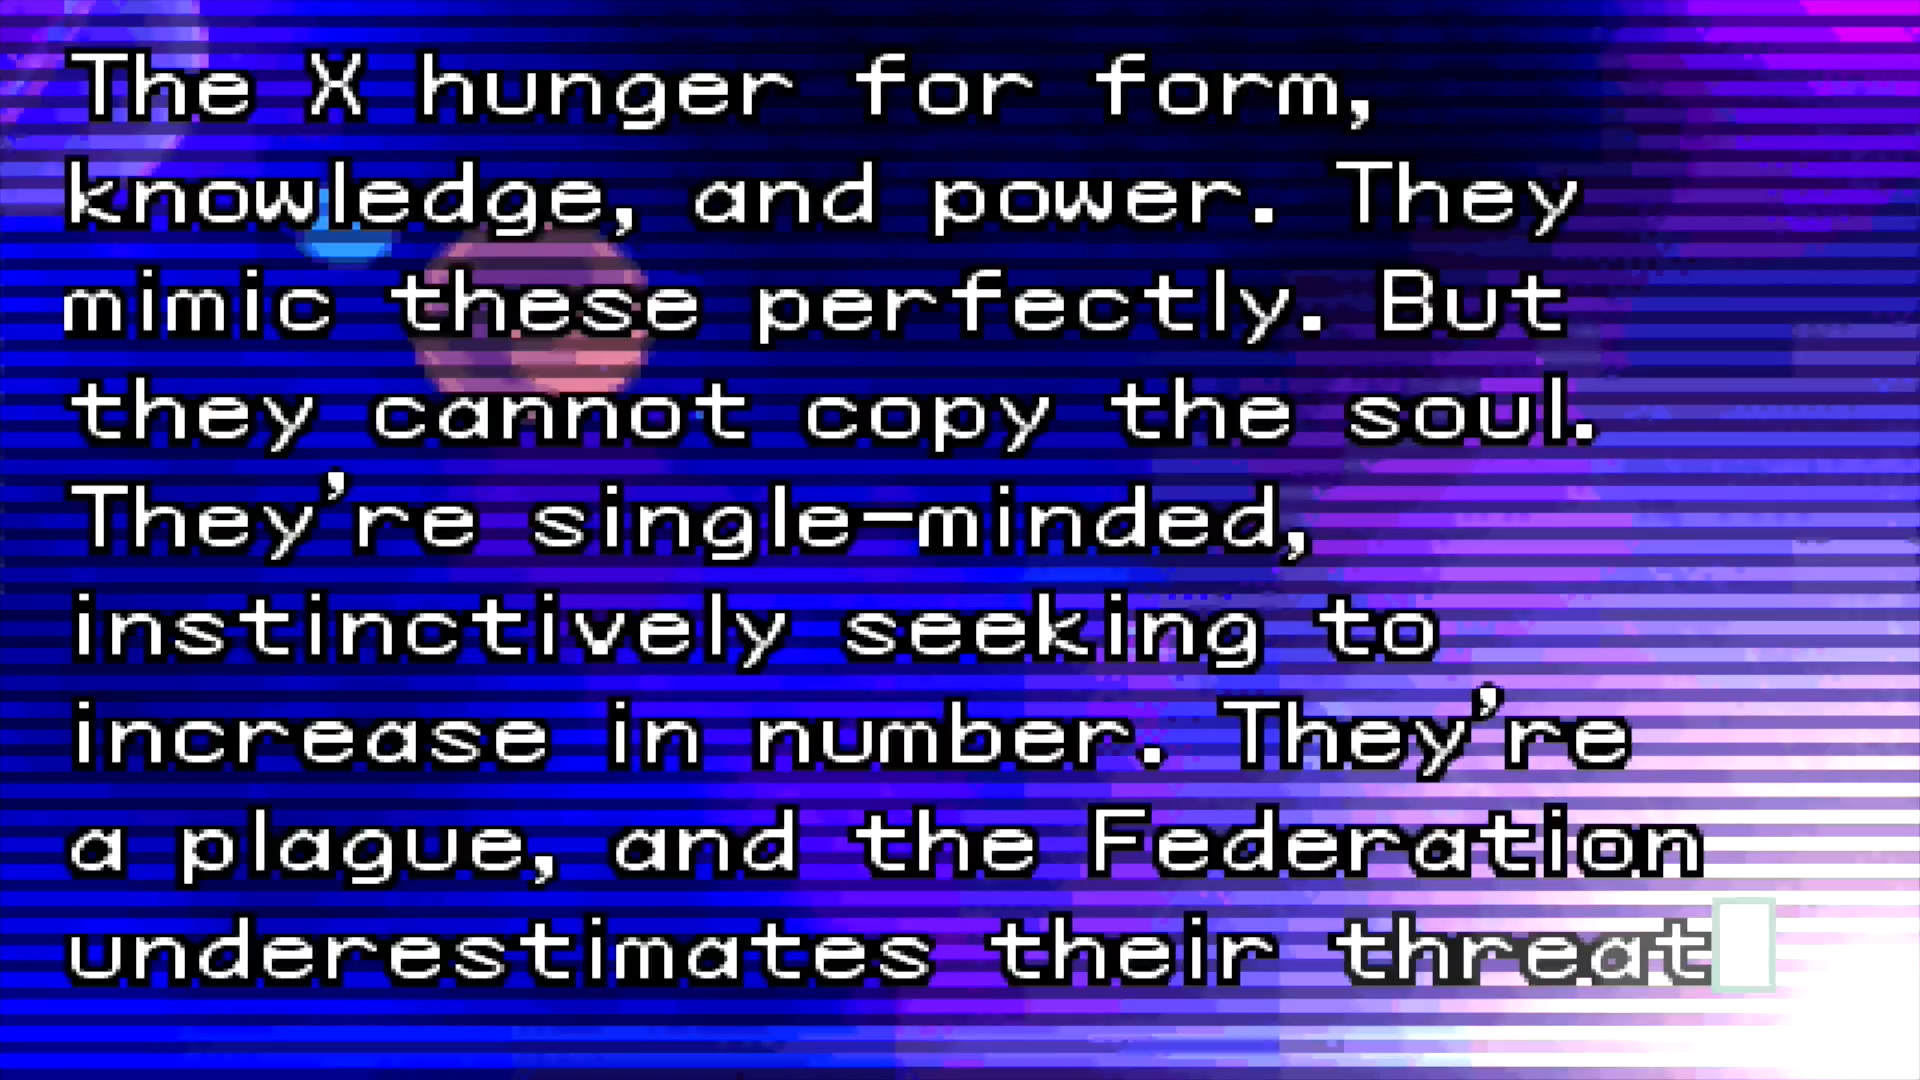 The X hunger for form,
knowledge, and power. They
mimic these perfectly. But
they cannot copy the soul.
They're single-minded,
instinctively seeking to
increase in number. They're
a plague, and the Federation
underestimates their threat